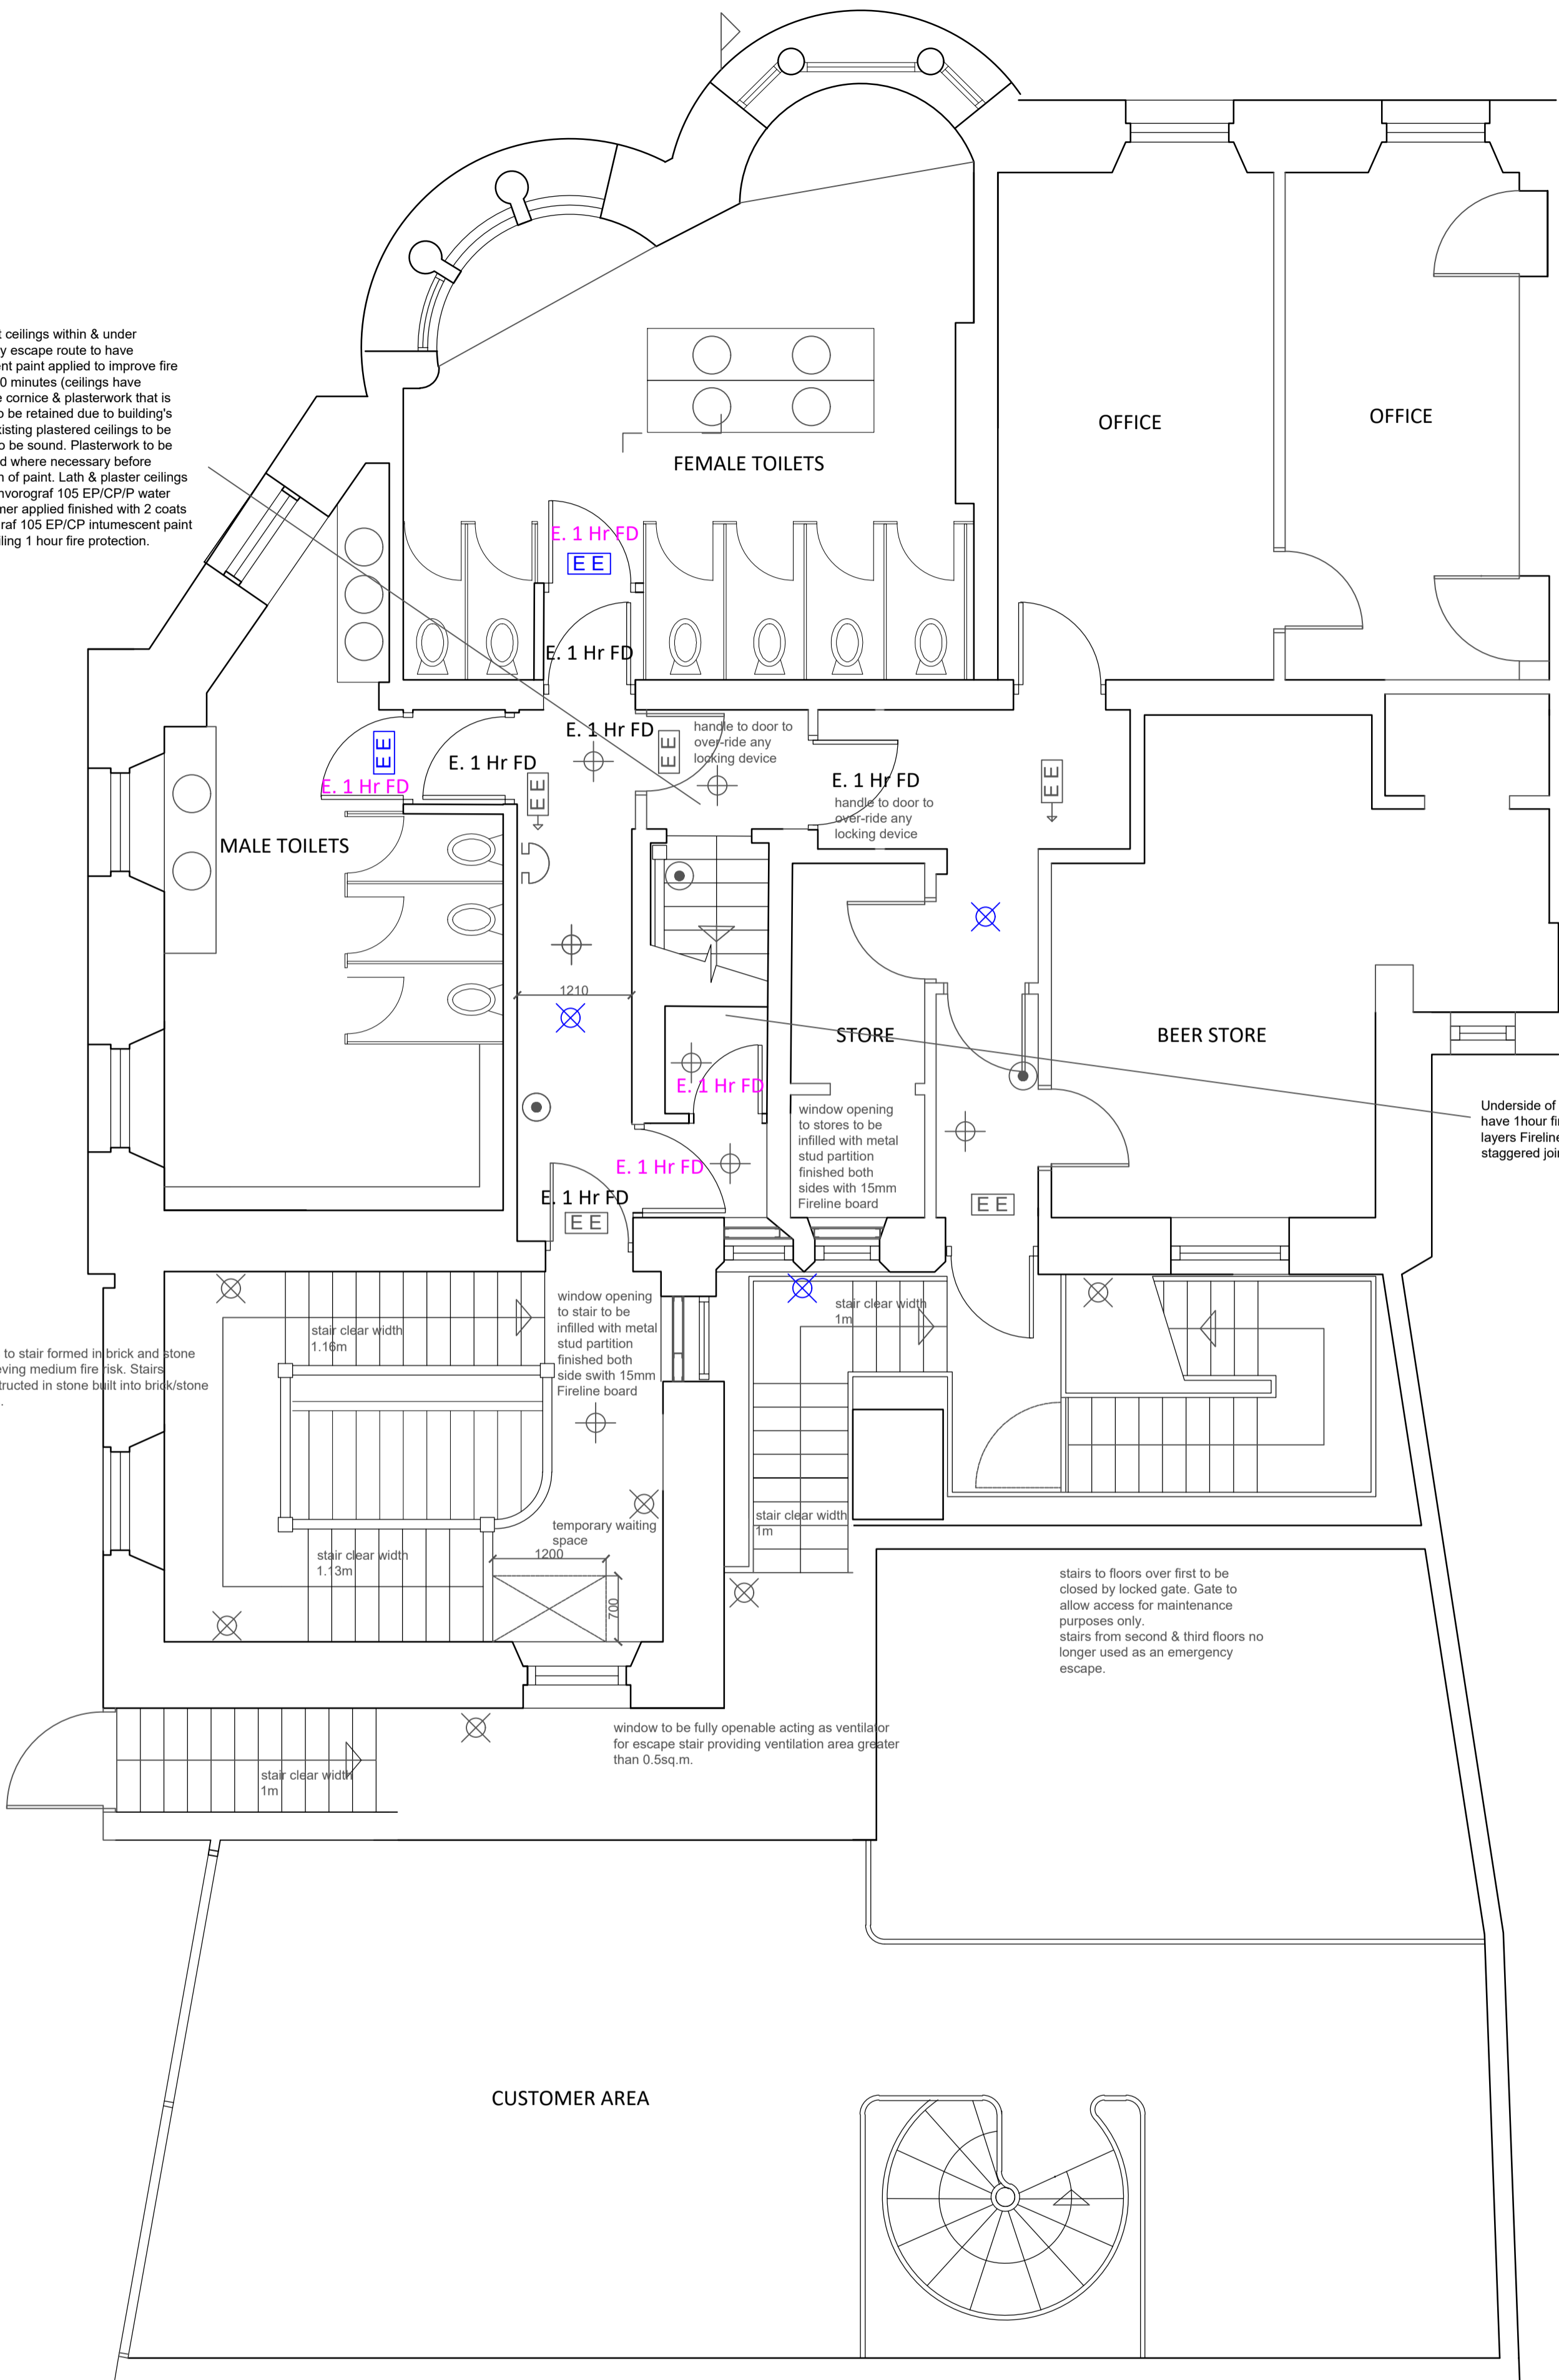 t ceilings within & under
y escape route to have
ent paint applied to improve fire
0 minutes (ceilings have
e cornice & plasterwork that is
o be retained due to building's
xisting plastered ceilings to be
o be sound. Plasterwork to be
d where necessary before
n of paint. Lath & plaster ceilings
nvorograf 105 EP/CP/P water
mer applied finished with 2 coats
raf 105 EP/CP intumescent paint
iling 1 hour fire protection.
OFFICE
OFFICE
FEMALE TOILETS
E. 1 Hr FD
E E
E. 1 Hr FD
E. 1 Hr FD
handle to door to
over-ride any
locking device
E E
E E
E. 1 Hr FD
E. 1 Hr FD
E E
E. 1 Hr FD
handle to door to
over-ride any
locking device
E E
MALE TOILETS
1210
STORE
BEER STORE
E. 1 Hr FD
window opening
to stores to be
infilled with metal
stud partition
finished both
sides with 15mm
Fireline board
Underside of
have 1hour fir
layers Fireline
staggered join
E. 1 Hr FD
E. 1 Hr FD
E E
E E
window opening
to stair to be
infilled with metal
stud partition
finished both
side swith 15mm
Fireline board
stair clear width
1m
stair clear width
1.16m
to stair formed in brick and stone
eving medium fire risk. Stairs
tructed in stone built into brick/stone
.
stair clear width
1m
temporary waiting
space
1200
700
stair clear width
1.13m
stairs to floors over first to be
closed by locked gate. Gate to
allow access for maintenance
purposes only.
stairs from second & third floors no
longer used as an emergency
escape.
window to be fully openable acting as ventilator
for escape stair providing ventilation area greater
than 0.5sq.m.
stair clear width
1m
CUSTOMER AREA